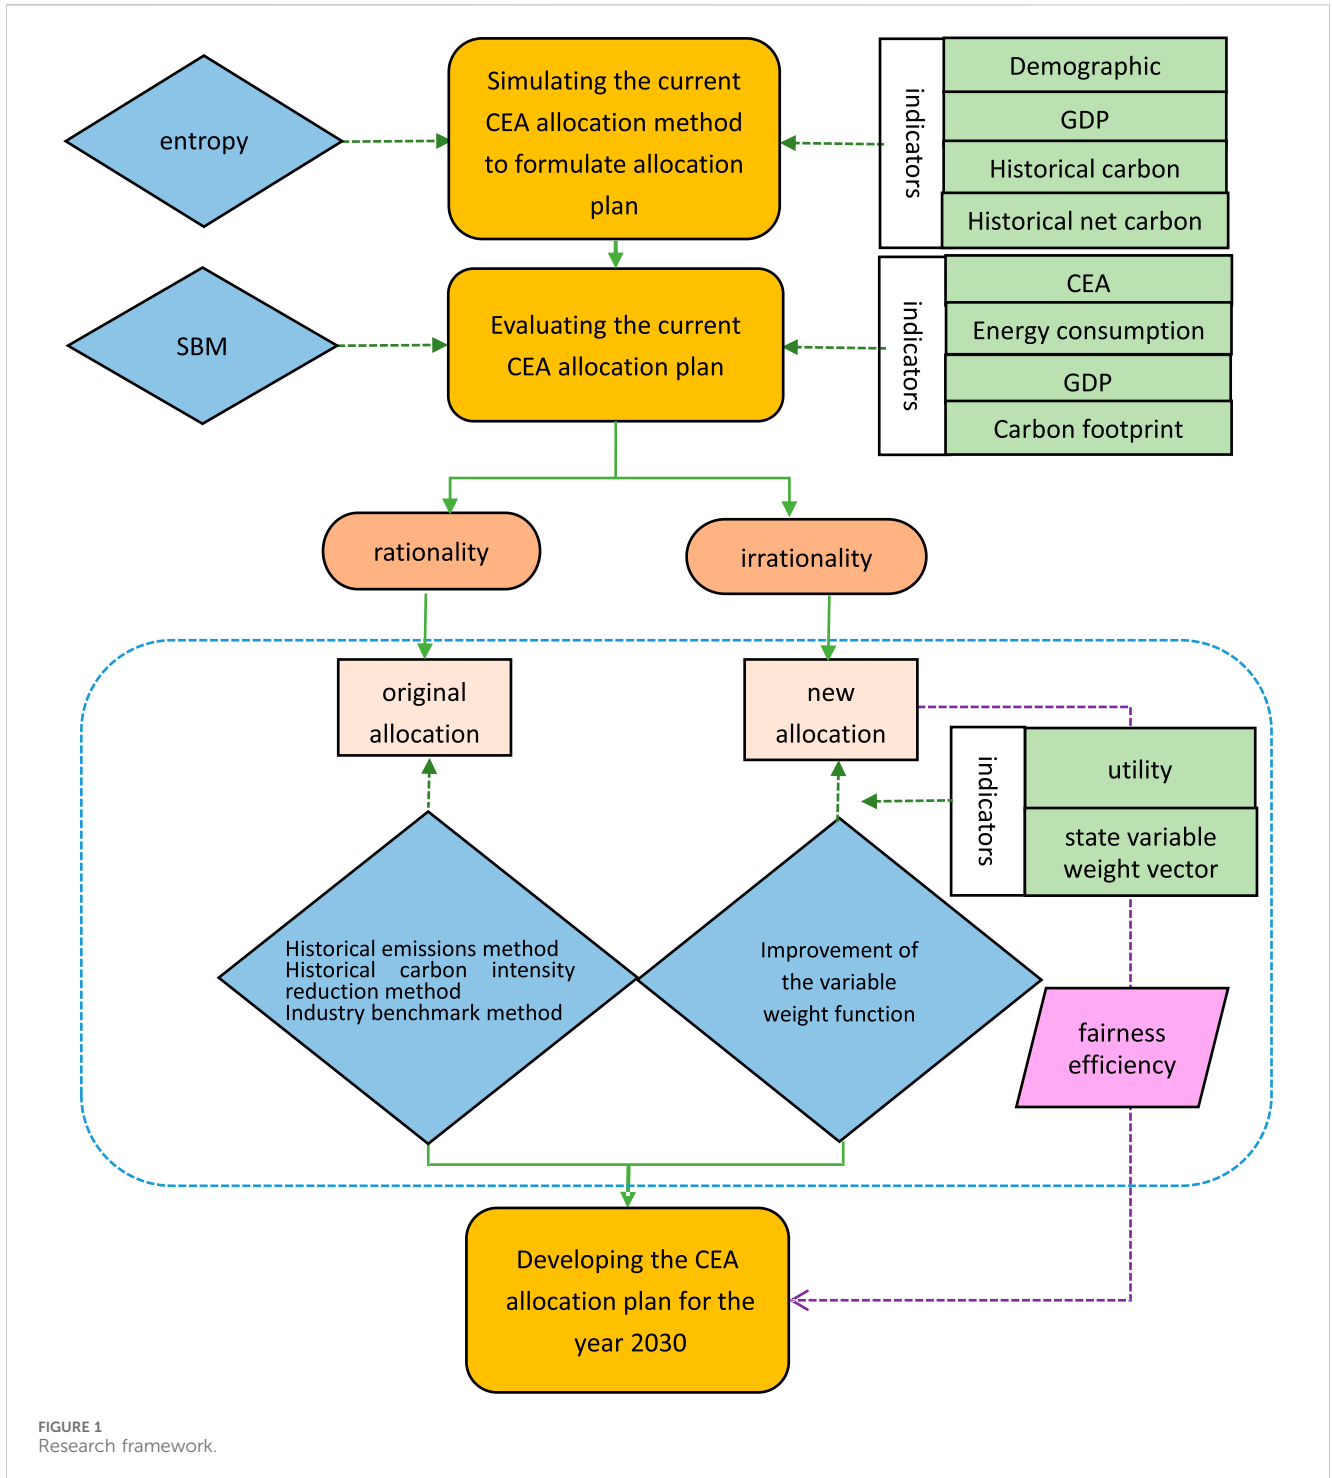 entropy
Simulating the current
CEA allocation method
to formulate allocation
plan
indicators
Demographic
GDP
Historical carbon
Historical net carbon
SBM
Evaluating the current
CEA allocation plan
indicators
CEA
Energy consumption
GDP
Carbon footprint
rationality
irrationality
original
allocation
new
allocation
indicators
utility
state variable
weight vector
Historical emissions method
Historical carbon intensity
reduction method
Industry benchmark method
Improvement of
the variable
weight function
fairness
efficiency
Developing the CEA
allocation plan for the
year 2030
FIGURE 1
Research framework.